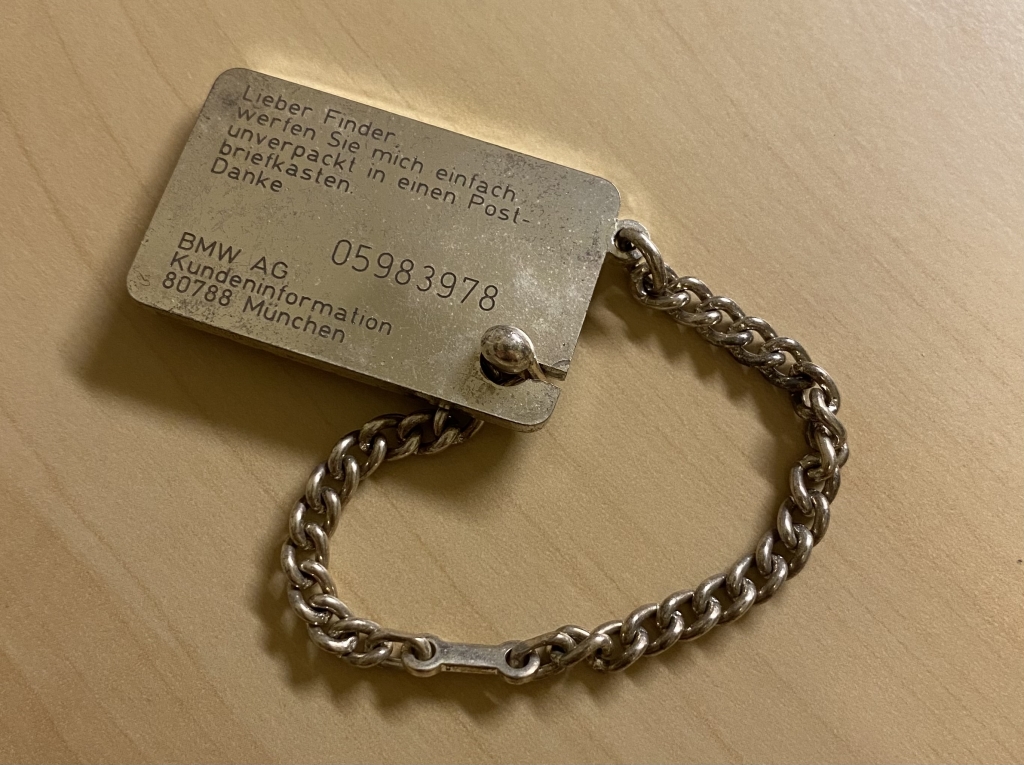 Lieber Finder,
werfen Sie mich einfach
unverpackt in einen Post-
briefkasten.
Danke
05983978
BMW AG
Kundeninformation
80788 München